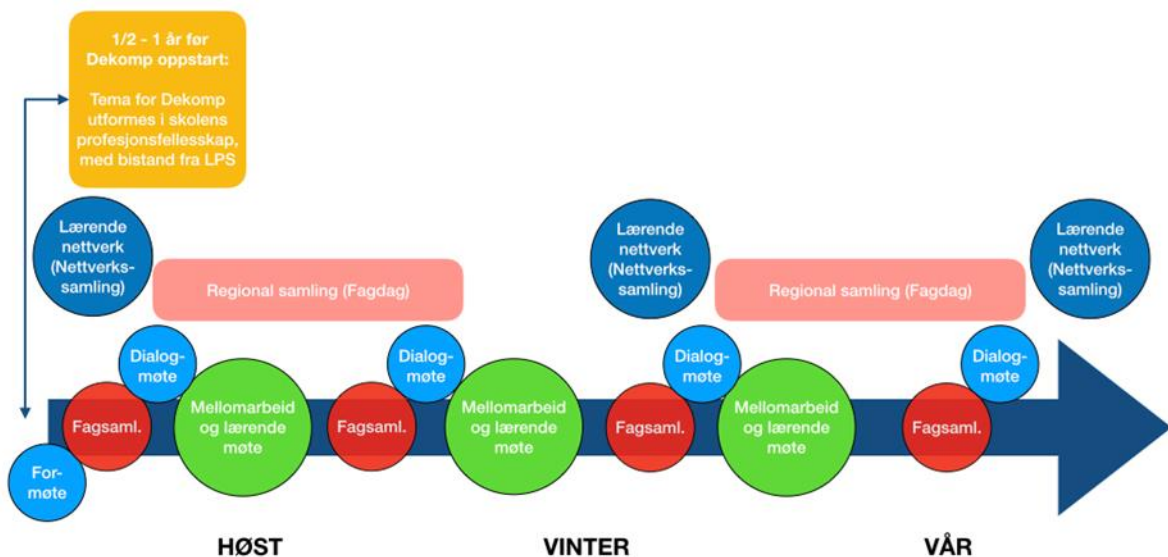 1/2 - 1 år før
Dekomp oppstart:
Tema for Dekomp
utformes i skolens
profesjonsfellesskap,
med bistand fra LPS
Lærende
nettverk
(Nettverks-
samling)
Regional samling (Fagdag)
Lærende
nettverk
(Nettverks-
samling)
Regional samling (Fagdag)
Lærende
nettverk
(Nettverks-
samling)
For-
møte
Fagsaml.
Dialog-
møte
Mellomarbeid
og lærende
møte
Fagsaml.
Dialog-
møte
Mellomarbeid
og lærende
møte
Fagsaml.
Dialog-
møte
Mellomarbeid
og lærende
møte
Fagsaml.
Dialog-
møte
HØST
VINTER
VÅR